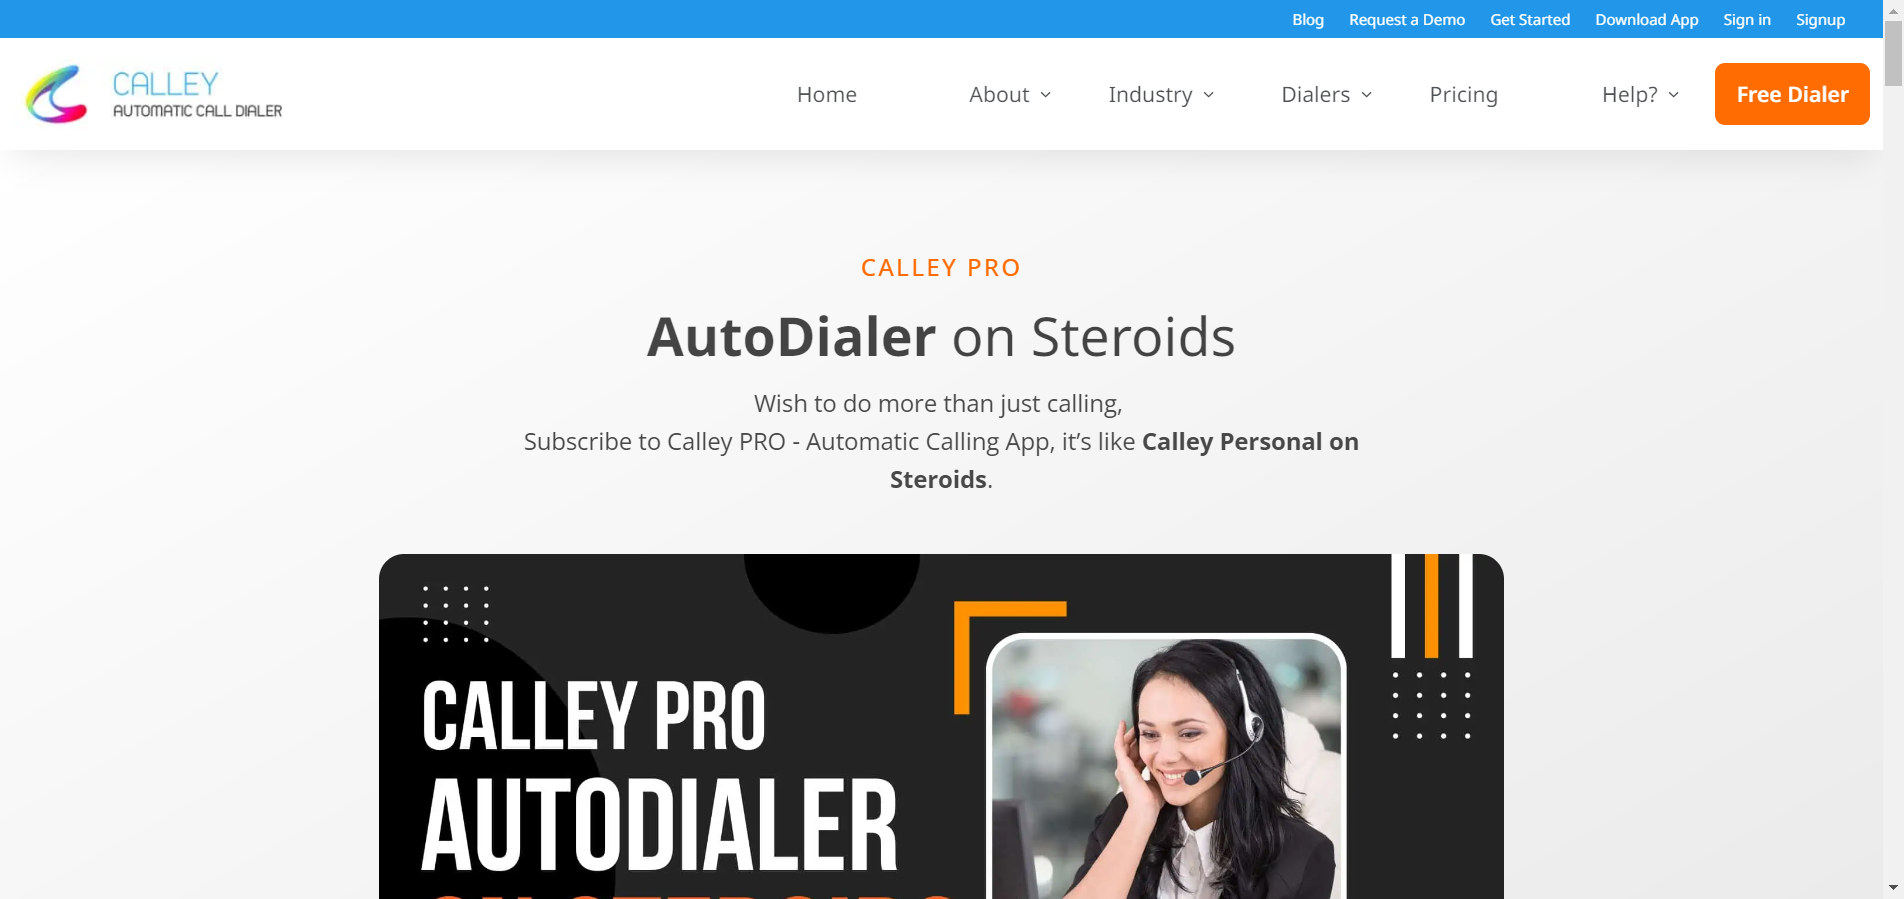 Blog Request a Demo Get Started Download App Sign in Signup
CALLEY
AUTOMATIC CALL DIALER
Home About Industry Dialers Pricing Help? Free Dialer
CALLEY PRO
AutoDialer on Steroids
Wish to do more than just calling,
Subscribe to Calley PRO - Automatic Calling App, it’s like Calley Personal on
Steroids.
CALLEY PRO
AUTODIALER